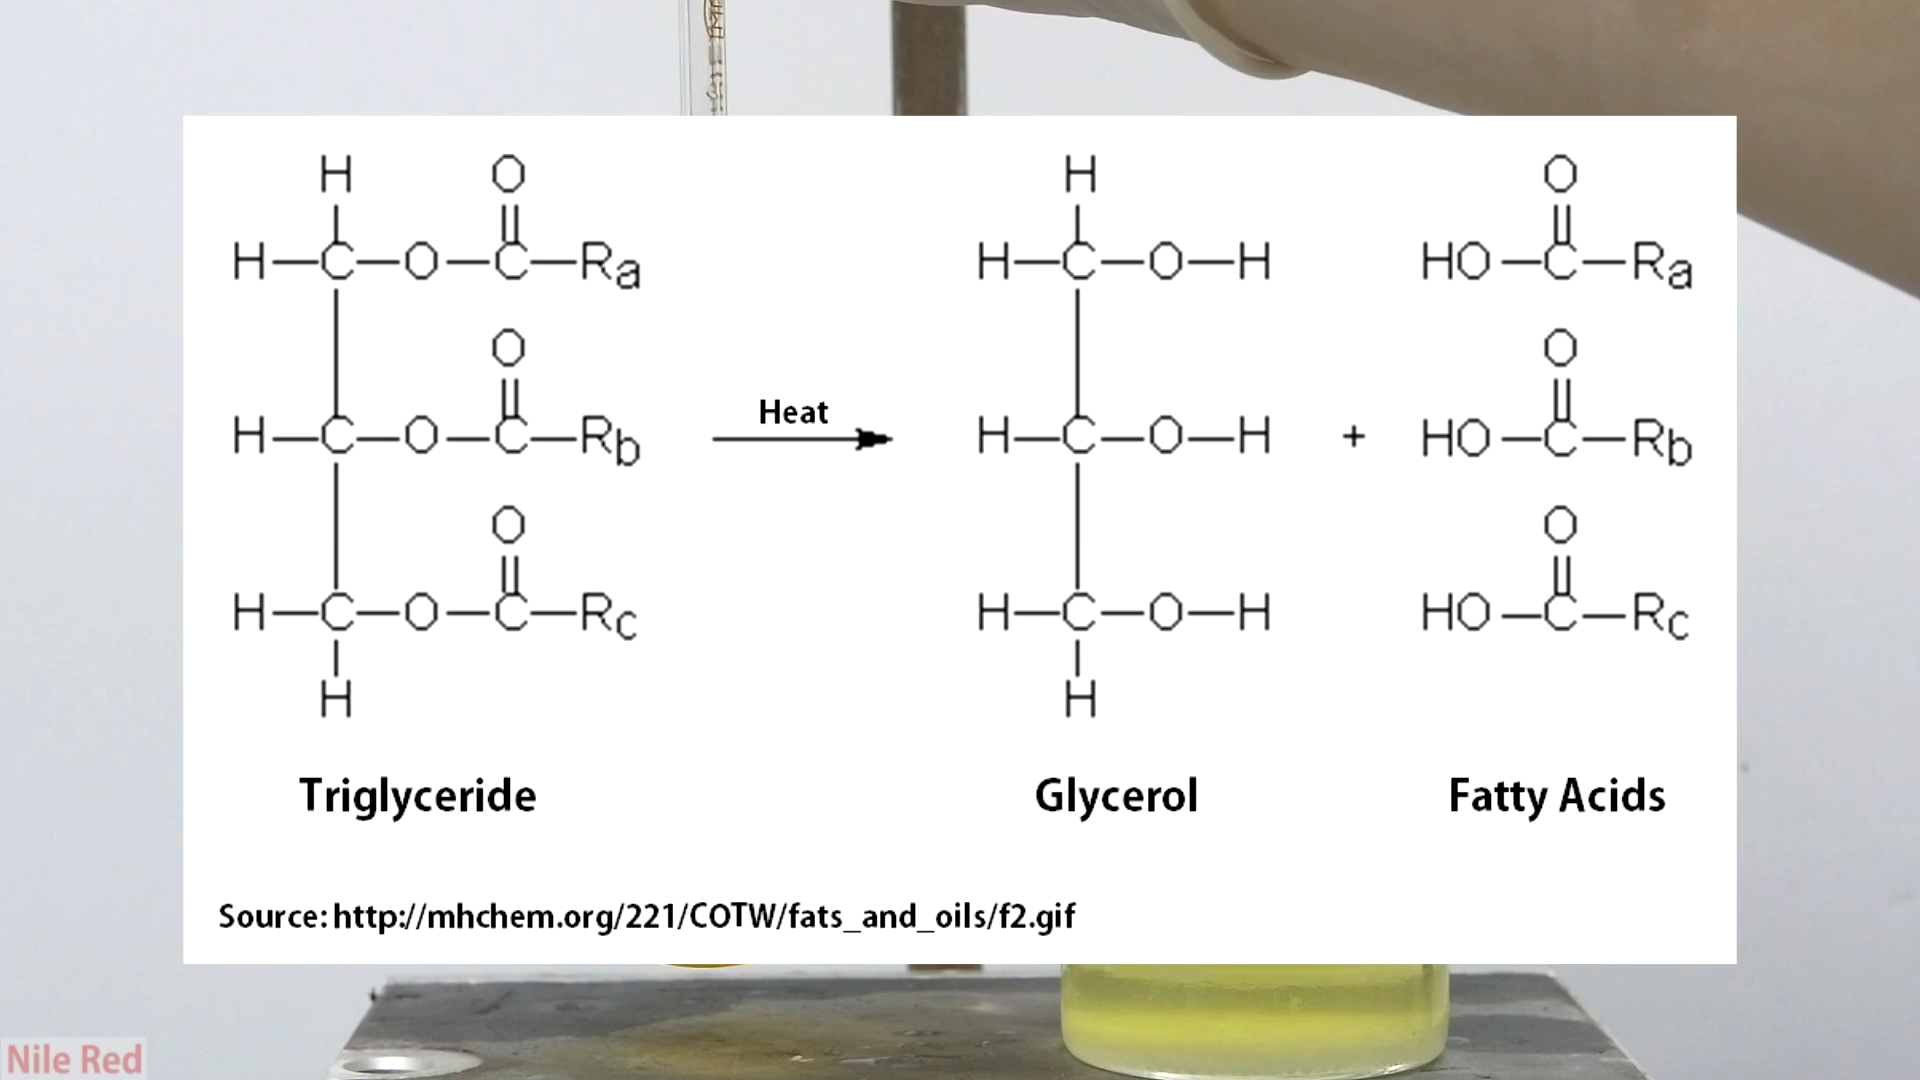 H O
H—C—O—C—Ra
O
H—C—O—C—Rb
O
H—C—O—C—Rc
H
Heat
H
H—C—O—H
H—C—O—H
H—C—O—H
H
+
O
HO—C—Ra
O
HO—C—Rb
O
HO—C—Rc
Triglyceride
Glycerol
Fatty Acids
Source: http://mhchem.org/221/COTW/fats_and_oils/f2.gif
Nile Red